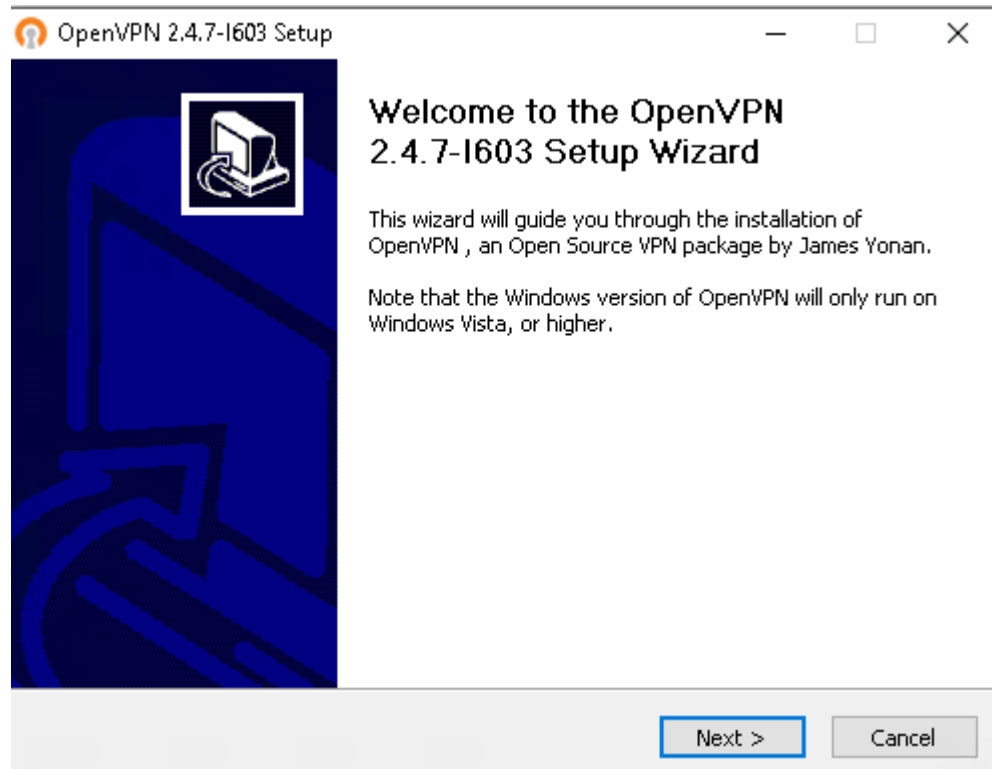 OpenVPN 2.4.7-I603 Setup
Welcome to the OpenVPN
2.4.7-I603 Setup Wizard
This wizard will guide you through the installation of
OpenVPN , an Open Source VPN package by James Yonan.
Note that the Windows version of OpenVPN will only run on
Windows Vista, or higher.
Next >
Cancel